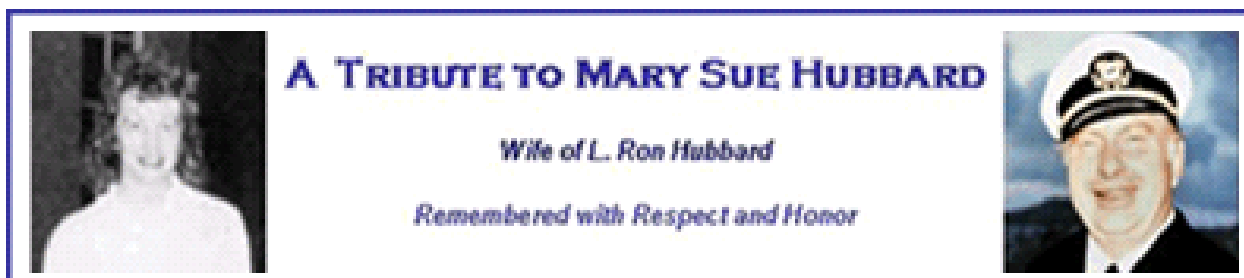 A Tribute to Mary Sue Hubbard
Wife of L. Ron Hubbard
Remembered with Respect and Honor